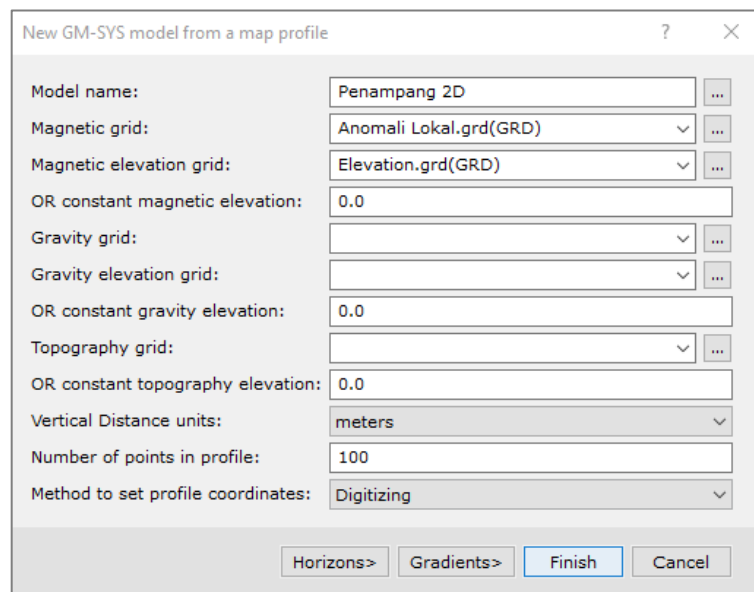 New GM-SYS model from a map profile ? ×
Model name: Penampang 2D ...
Magnetic grid: Anomali Lokal.grd(GRD) ...
Magnetic elevation grid: Elevation.grd(GRD) ...
OR constant magnetic elevation: 0.0
Gravity grid: ...
Gravity elevation grid: ...
OR constant gravity elevation: 0.0
Topography grid: ...
OR constant topography elevation: 0.0
Vertical Distance units: meters
Number of points in profile: 100
Method to set profile coordinates: Digitizing
Horizons> Gradients> Finish Cancel